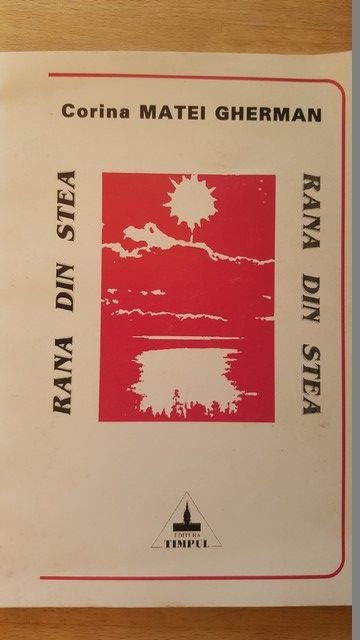 Corina MATEI GHERMAN
RANA DIN STEA
RANA DIN STEA
EDITURA
TIMPUL